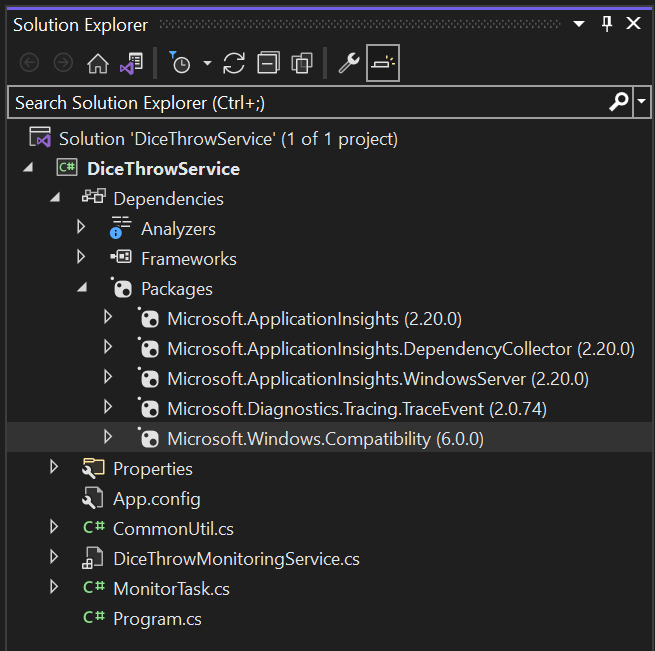 Solution Explorer
Search Solution Explorer (Ctrl+;)
Solution 'DiceThrowService' (1 of 1 project)
C# DiceThrowService
Dependencies
Analyzers
Frameworks
Packages
Microsoft.ApplicationInsights (2.20.0)
Microsoft.ApplicationInsights.DependencyCollector (2.20.0)
Microsoft.ApplicationInsights.WindowsServer (2.20.0)
Microsoft.Diagnostics.Tracing.TraceEvent (2.0.74)
Microsoft.Windows.Compatibility (6.0.0)
Properties
App.config
C# CommonUtil.cs
DiceThrowMonitoringService.cs
C# MonitorTask.cs
C# Program.cs